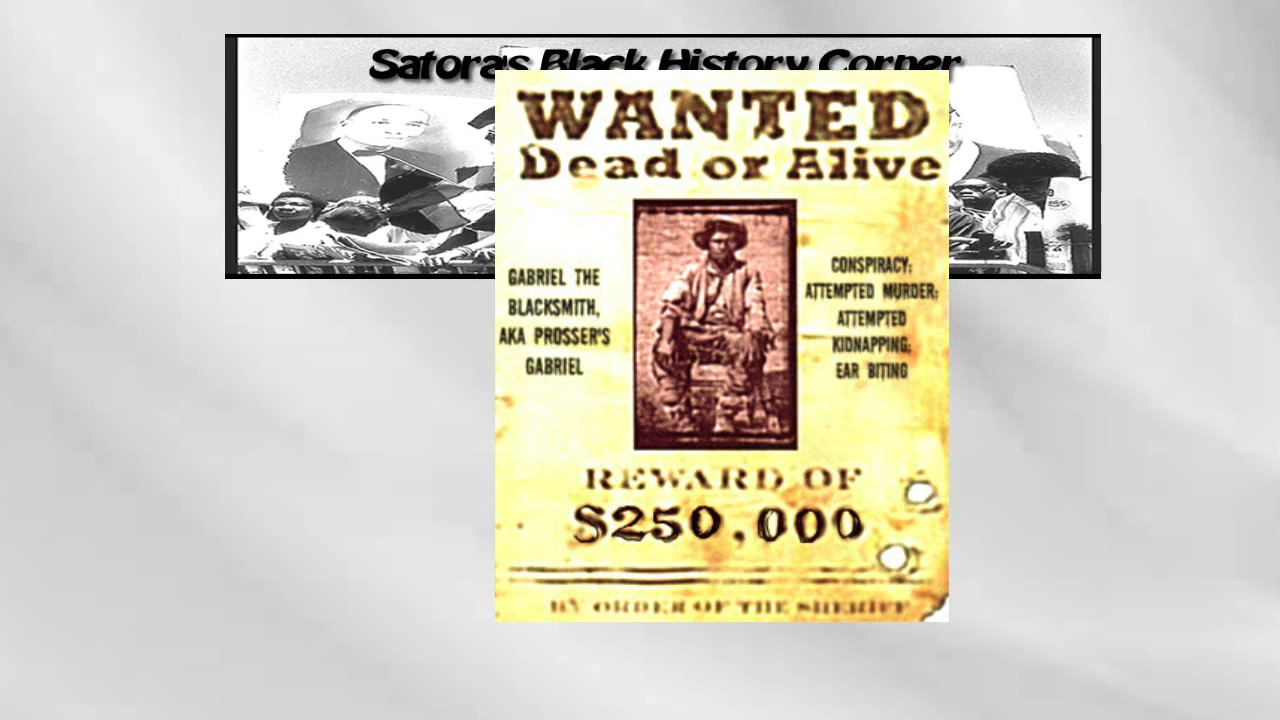 Satora's Black History Corner
WANTED
Dead or Alive
GABRIEL THE
BLACKSMITH,
AKA PROSSER'S
GABRIEL
CONSPIRACY;
ATTEMPTED MURDER;
ATTEMPTED
KIDNAPPING;
EAR BITING
REWARD OF
$250,000
BY ORDER OF THE SHERIFF